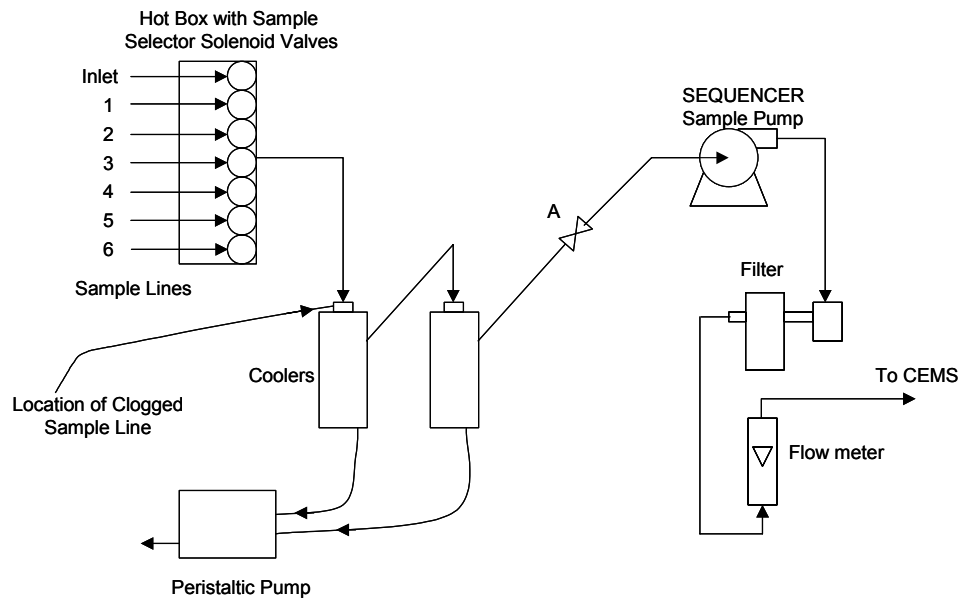 Hot Box with Sample
Selector Solenoid Valves
Inlet
1
2
3
4
5
6
Sample Lines
SEQUENCER
Sample Pump
A
Filter
Coolers
Location of Clogged
Sample Line
To CEMS
Flow meter
Peristaltic Pump